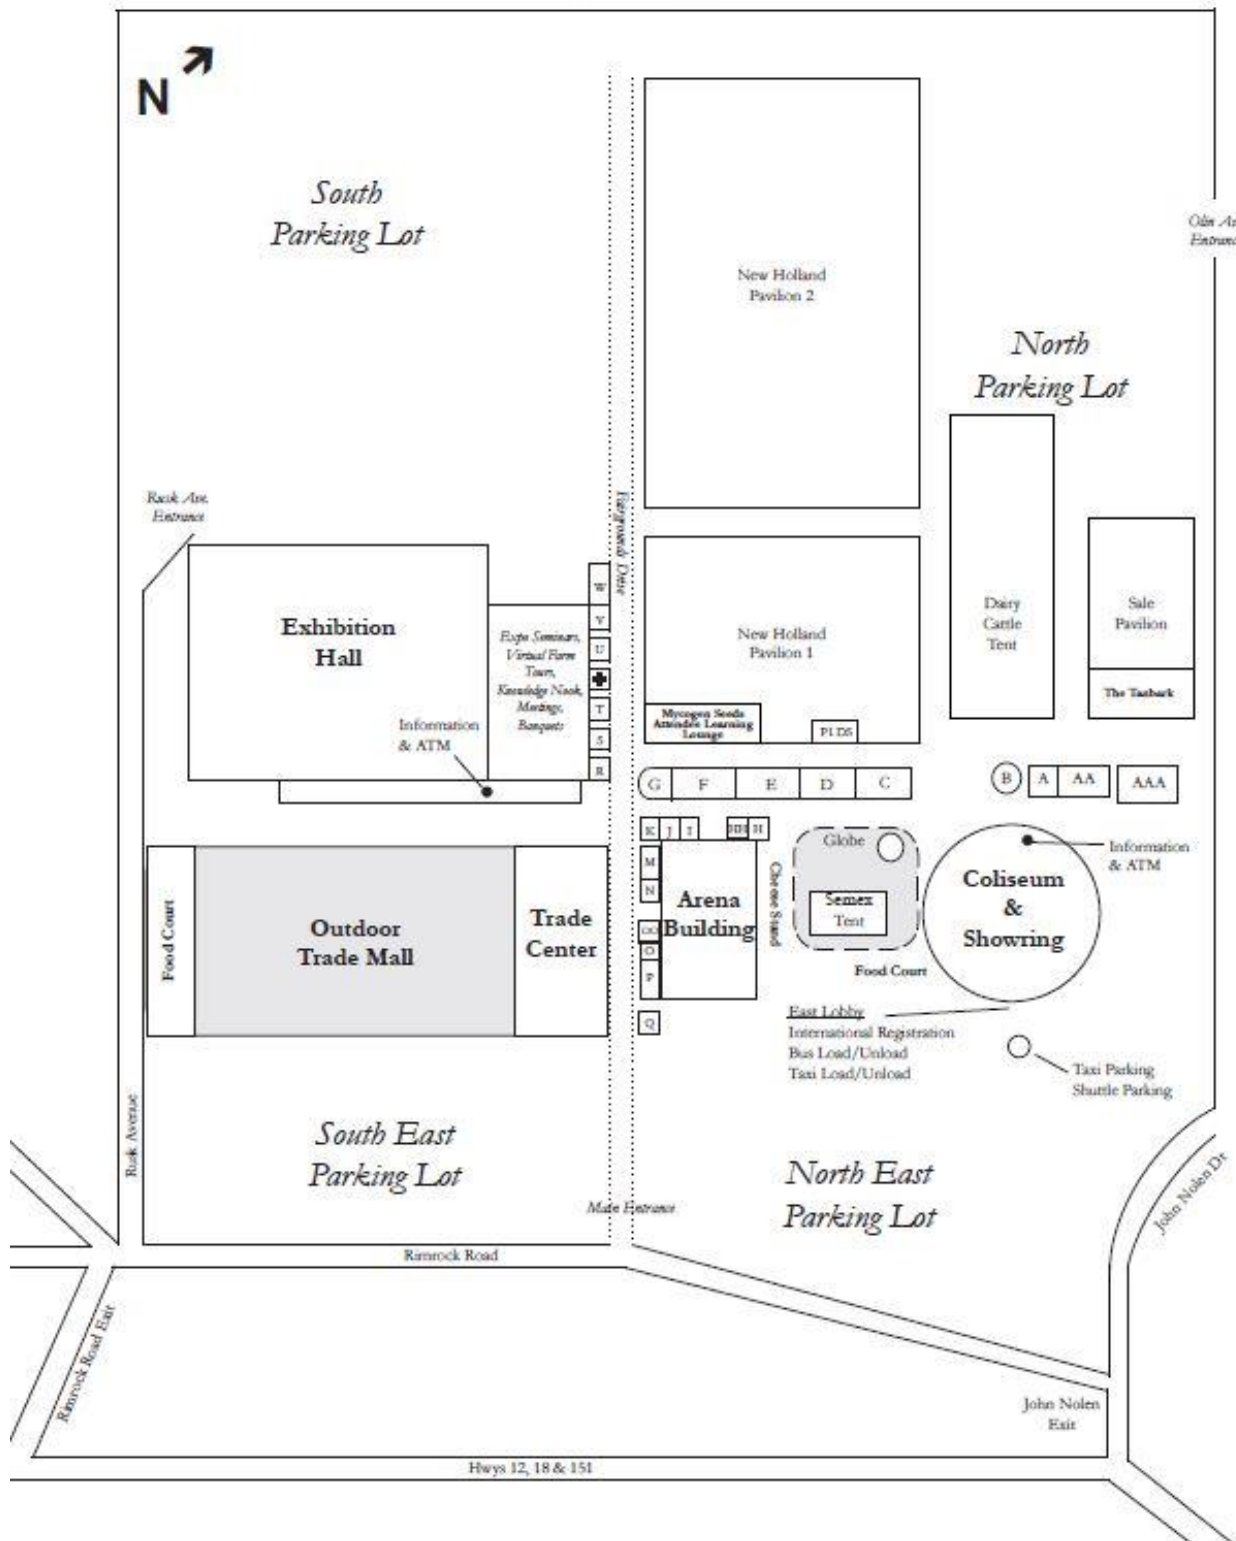 N
South
Parking Lot
New Holland
Pavilion 2
Olin Av
Entranc
North
Parking Lot
Rusk Ave.
Entrance
Fairgrounds Drive
Exhibition
Hall
Expo Seminars,
Virtual Farm
Tours,
Knowledge Nook,
Meetings,
Banquets
W
V
U
T
S
R
Information
& ATM
New Holland
Pavilion 1
Mycogen Seeds
Attendee Learning
Lounge
PLDS
Dairy
Cattle
Tent
Sale
Pavilion
The Tanbark
G F E D C
B A AA AAA
K J I HH H
M
N
OO
O
P
Q
Arena
Building
Cheese Stand
Globe
Semex
Tent
Food Court
Coliseum
&
Showring
Information
& ATM
Food Court
Outdoor
Trade Mall
Trade
Center
East Lobby
International Registration
Bus Load/Unload
Taxi Load/Unload
Taxi Parking
Shuttle Parking
Rusk Avenue
South East
Parking Lot
Main Entrance
North East
Parking Lot
John Nolen Dr
Rimrock Road
Rimrock Road Exit
John Nolen
Exit
Hwys 12, 18 & 151